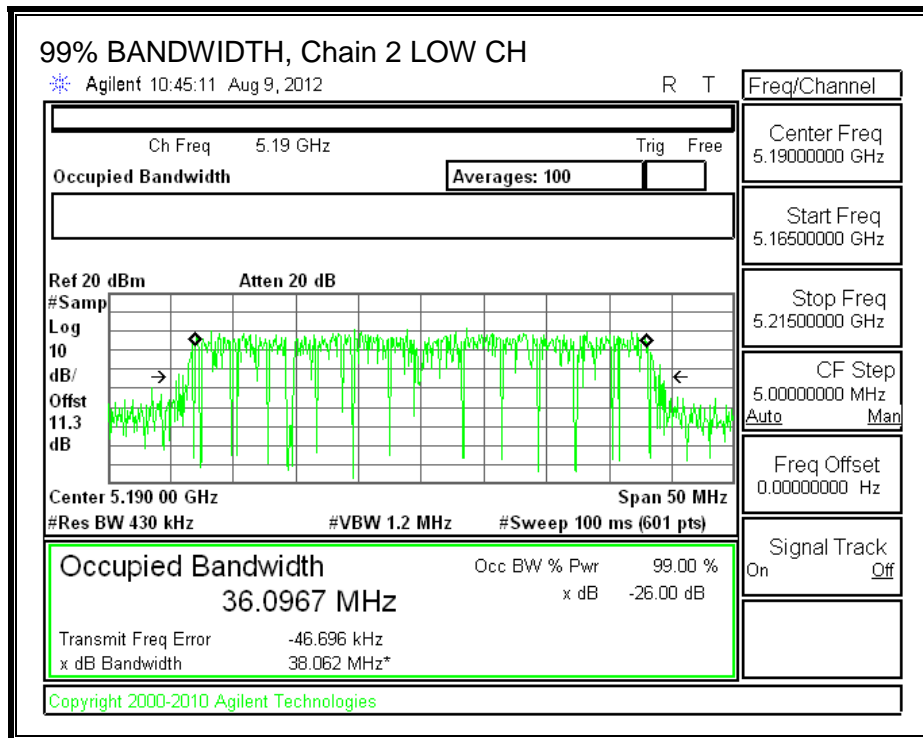 99% BANDWIDTH, Chain 2 LOW CH
Agilent 10:45:11 Aug 9, 2012 R T
Freq/Channel
Ch Freq 5.19 GHz Trig Free
Occupied Bandwidth Averages: 100
Center Freq
5.19000000 GHz
Start Freq
5.16500000 GHz
Stop Freq
5.21500000 GHz
CF Step
5.00000000 MHz
Auto Man
Freq Offset
0.00000000 Hz
Signal Track
On Off
Ref 20 dBm Atten 20 dB
#Samp
Log
10
dB/
Offst
11.3
dB
Center 5.190 00 GHz Span 50 MHz
#Res BW 430 kHz #VBW 1.2 MHz #Sweep 100 ms (601 pts)
Occupied Bandwidth Occ BW % Pwr 99.00 %
36.0967 MHz x dB -26.00 dB
Transmit Freq Error -46.696 kHz
x dB Bandwidth 38.062 MHz*
Copyright 2000-2010 Agilent Technologies